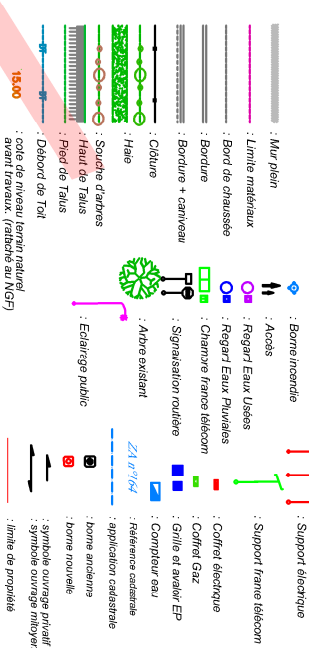 : Mur plein
: Limite matériaux
: Bord de chaussée
: Bordure
: Bordure + caniveau
: Clôture
: Haie
: Souche d'arbres
: Haut de Talus
: Pied de Talus
DT DT : Débord de Toit
15.00 : cote de niveau terrain naturel
avant travaux. (rattaché au NGF)
: Borne incendie
: Accès
: Regard Eaux Usées
: Regard Eaux Pluviales
: Chambre france télécom
: Signaisation routière
: Arbre existant
: Eclairage public
: Support électrique
: Support frame télécom
: Coffret électrique
: Coffret Gaz
: Grille et avaloir EP
: Compteur eau
ZA n°164 : Référence cadastrale
: application cadastrale
: borne ancienne
: borne nouvelle
: symbole ouvrage privatif
: symbole ouvrage mitoyen
: limite de propriété